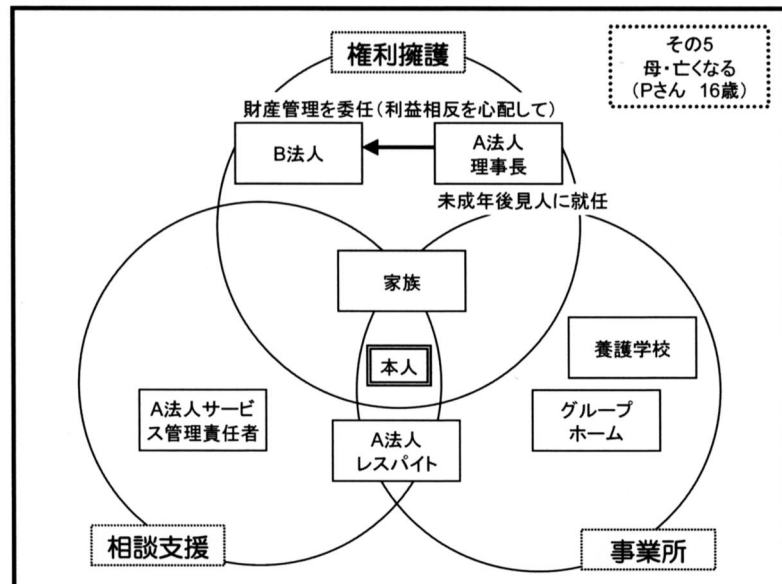 権利擁護
その5
母・亡くなる
(Pさん 16歳)
財産管理を委任(利益相反を心配して)
B法人
A法人
理事長
未成年後見人に就任
家族
養護学校
本人
A法人サービ
ス管理責任者
グループ
ホーム
A法人
レスパイト
相談支援
事業所